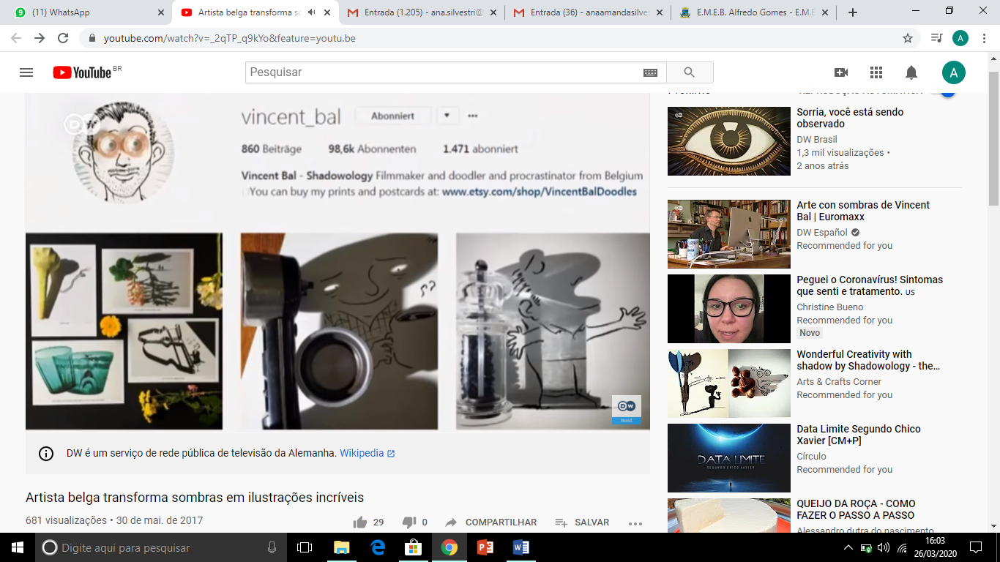 (11) WhatsApp
Artista belga transforma so
Entrada (1.205) - ana.silvestri@
Entrada (36) - anaamandasilves
E.M.E.B. Alfredo Gomes - E.M.E
youtube.com/watch?v=_2qTP_q9kYo&feature=youtu.be
A
YouTube BR
Pesquisar
A
DW
vincent_bal
Abonniert
860 Beiträge 98,6k Abonnenten 1.471 abonniert
Vincent Bal - Shadowology Filmmaker and doodler and procrastinator from Belgium
You can buy my prints and postcards at: www.etsy.com/shop/VincentBalDoodles
DW
Brasil
DW é um serviço de rede pública de televisão da Alemanha. Wikipedia
Artista belga transforma sombras em ilustrações incríveis
681 visualizações • 30 de mai. de 2017
29
0
COMPARTILHAR
SALVAR
Sorria, você está sendo
observado
DW Brasil
1,3 mil visualizações •
2 anos atrás
Arte con sombras de Vincent
Bal | Euromaxx
DW Español
Recommended for you
Peguei o Coronavírus! Sintomas
que senti e tratamento. us
Christine Bueno
Recommended for you
Novo
Wonderful Creativity with
shadow by Shadowology - the...
Arts & Crafts Corner
Recommended for you
DATA LIMITE
SEGUNDO CHICO XAVIER
Data Limite Segundo Chico
Xavier [CM+P]
Círculo
Recommended for you
QUEIJO DA ROÇA - COMO
FAZER O PASSO A PASSO
Alessandro dutra do nascimento
Digite aqui para pesquisar
16:03
26/03/2020